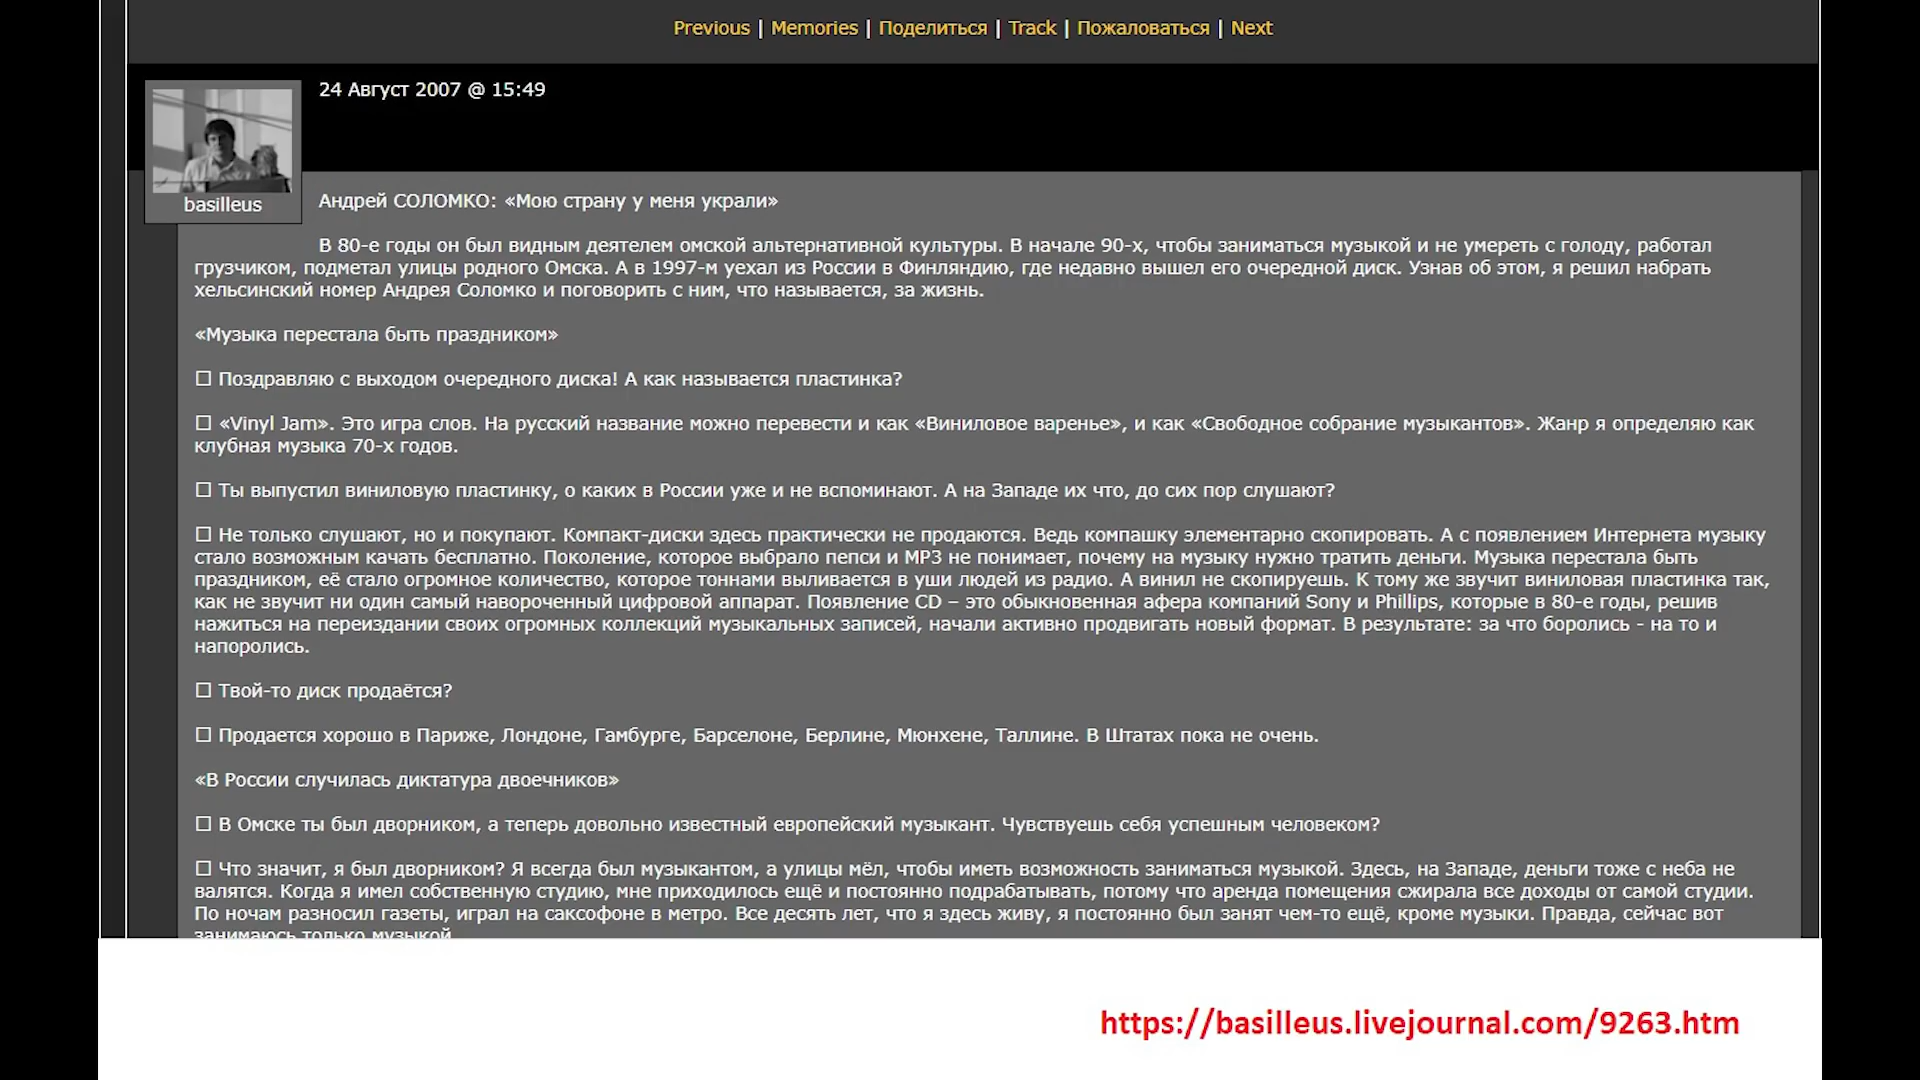 Previous | Memories | Поделиться | Track | Пожаловаться | Next
24 Август 2007 @ 15:49
basilleus
Андрей СОЛОМКО: «Мою страну у меня украли»
В 80-е годы он был видным деятелем омской альтернативной культуры. В начале 90-х, чтобы заниматься музыкой и не умереть с голоду, работал
грузчиком, подметал улицы родного Омска. А в 1997-м уехал из России в Финляндию, где недавно вышел его очередной диск. Узнав об этом, я решил набрать
хельсинский номер Андрея Соломко и поговорить с ним, что называется, за жизнь.
«Музыка перестала быть праздником»
□ Поздравляю с выходом очередного диска! А как называется пластинка?
□ «Vinyl Jam». Это игра слов. На русский название можно перевести и как «Виниловое варенье», и как «Свободное собрание музыкантов». Жанр я определяю как
клубная музыка 70-х годов.
□ Ты выпустил виниловую пластинку, о каких в России уже и не вспоминают. А на Западе их что, до сих пор слушают?
□ Не только слушают, но и покупают. Компакт-диски здесь практически не продаются. Ведь компашку элементарно скопировать. А с появлением Интернета музыку
стало возможным качать бесплатно. Поколение, которое выбрало пепси и MP3 не понимает, почему на музыку нужно тратить деньги. Музыка перестала быть
праздником, её стало огромное количество, которое тоннами выливается в уши людей из радио. А винил не скопируешь. К тому же звучит виниловая пластинка так,
как не звучит ни один самый навороченный цифровой аппарат. Появление CD – это обыкновенная афера компаний Sony и Phillips, которые в 80-е годы, решив
нажиться на переиздании своих огромных коллекций музыкальных записей, начали активно продвигать новый формат. В результате: за что боролись - на то и
напоролись.
□ Твой-то диск продаётся?
□ Продается хорошо в Париже, Лондоне, Гамбурге, Барселоне, Берлине, Мюнхене, Таллине. В Штатах пока не очень.
«В России случилась диктатура двоечников»
□ В Омске ты был дворником, а теперь довольно известный европейский музыкант. Чувствуешь себя успешным человеком?
□ Что значит, я был дворником? Я всегда был музыкантом, а улицы мёл, чтобы иметь возможность заниматься музыкой. Здесь, на Западе, деньги тоже с неба не
валятся. Когда я имел собственную студию, мне приходилось ещё и постоянно подрабатывать, потому что аренда помещения сжирала все доходы от самой студии.
По ночам разносил газеты, играл на саксофоне в метро. Все десять лет, что я здесь живу, я постоянно был занят чем-то ещё, кроме музыки. Правда, сейчас вот
занимаюсь только музыкой.
https://basilleus.livejournal.com/9263.htm